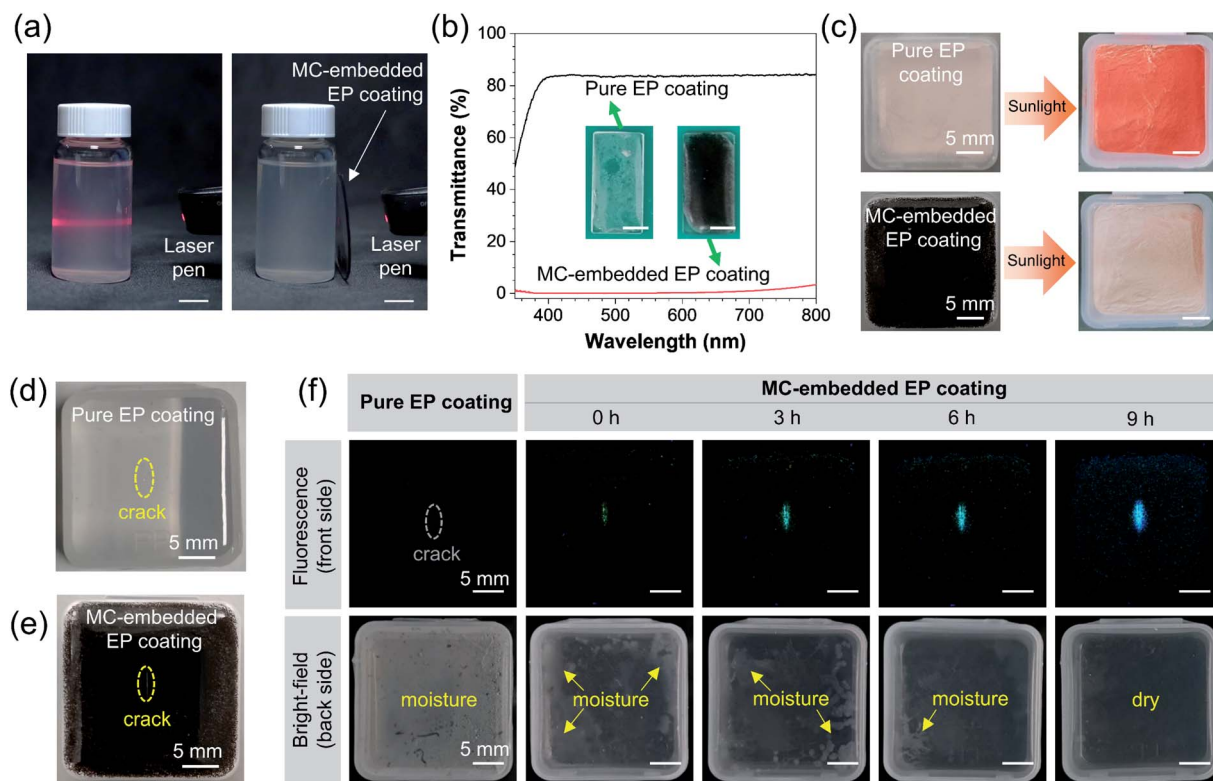 (a)
MC-embedded
EP coating
Laser
pen
Laser
pen
(b)
100
80
60
40
20
0
Transmittance (%)
Pure EP coating
MC-embedded EP coating
400
500
600
700
800
Wavelength (nm)
(c)
Pure EP
coating
5 mm
Sunlight
MC-embedded
EP coating
5 mm
Sunlight
(d)
Pure EP coating
crack
5 mm
(e)
MC-embedded
EP coating
crack
5 mm
(f)
Pure EP coating
MC-embedded EP coating
0 h
3 h
6 h
9 h
Fluorescence
(front side)
crack
5 mm
Bright-field
(back side)
moisture
5 mm
moisture
moisture
moisture
dry